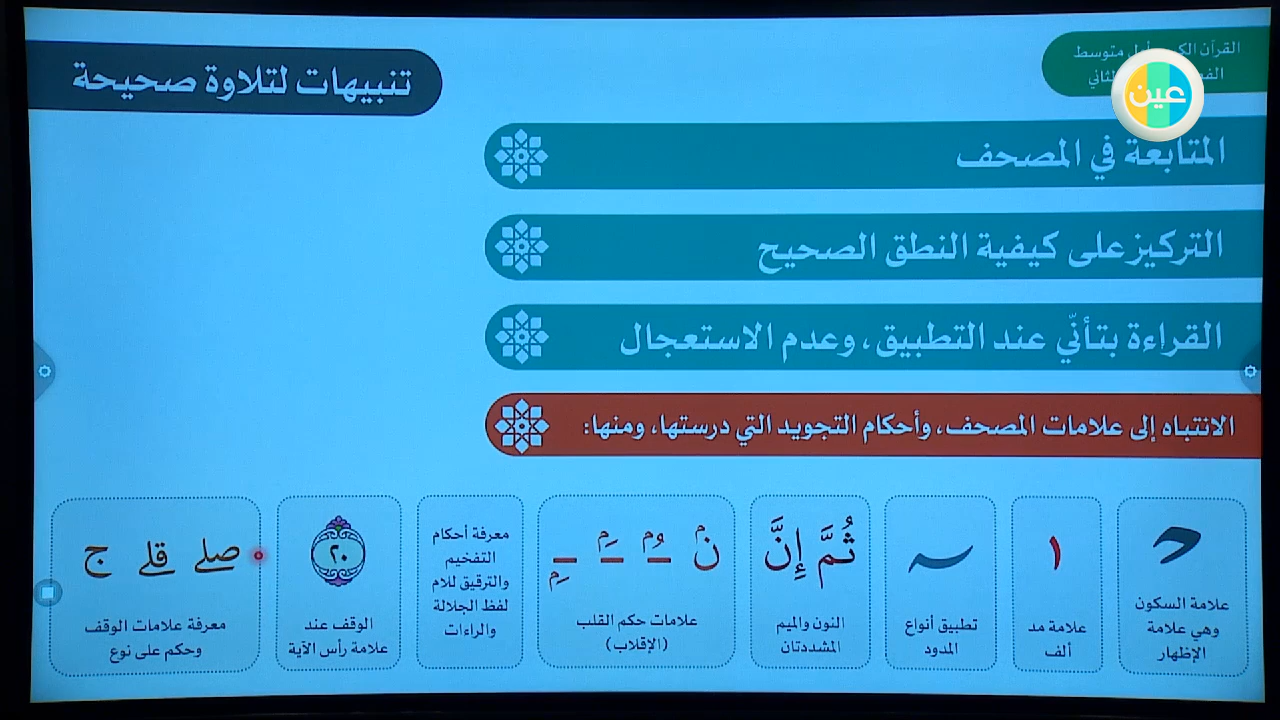 القرآن الكريم أول متوسط
الثاني
عين
تنبيهات لتلاوة صحيحة
المتابعة في المصحف
التركيز على كيفية النطق الصحيح
القراءة بتأنّي عند التطبيق، وعدم الاستعجال
الانتباه إلى علامات المصحف، وأحكام التجويد التي درستها، ومنها:
علامة السكون
وهي علامة
الإظهار
ا
علامة مد
ألف
تطبيق أنواع
المدود
ثُمَّ إِنَّ
النون والميم
المشددتان
علامات حكم القلب
(الإقلاب)
معرفة أحكام
التفخيم
والترقيق للام
لفظ الجلالة
والراءات
٢٠
الوقف عند
علامة رأس الآية
صلے قلے ج
معرفة علامات الوقف
وحكم على نوع